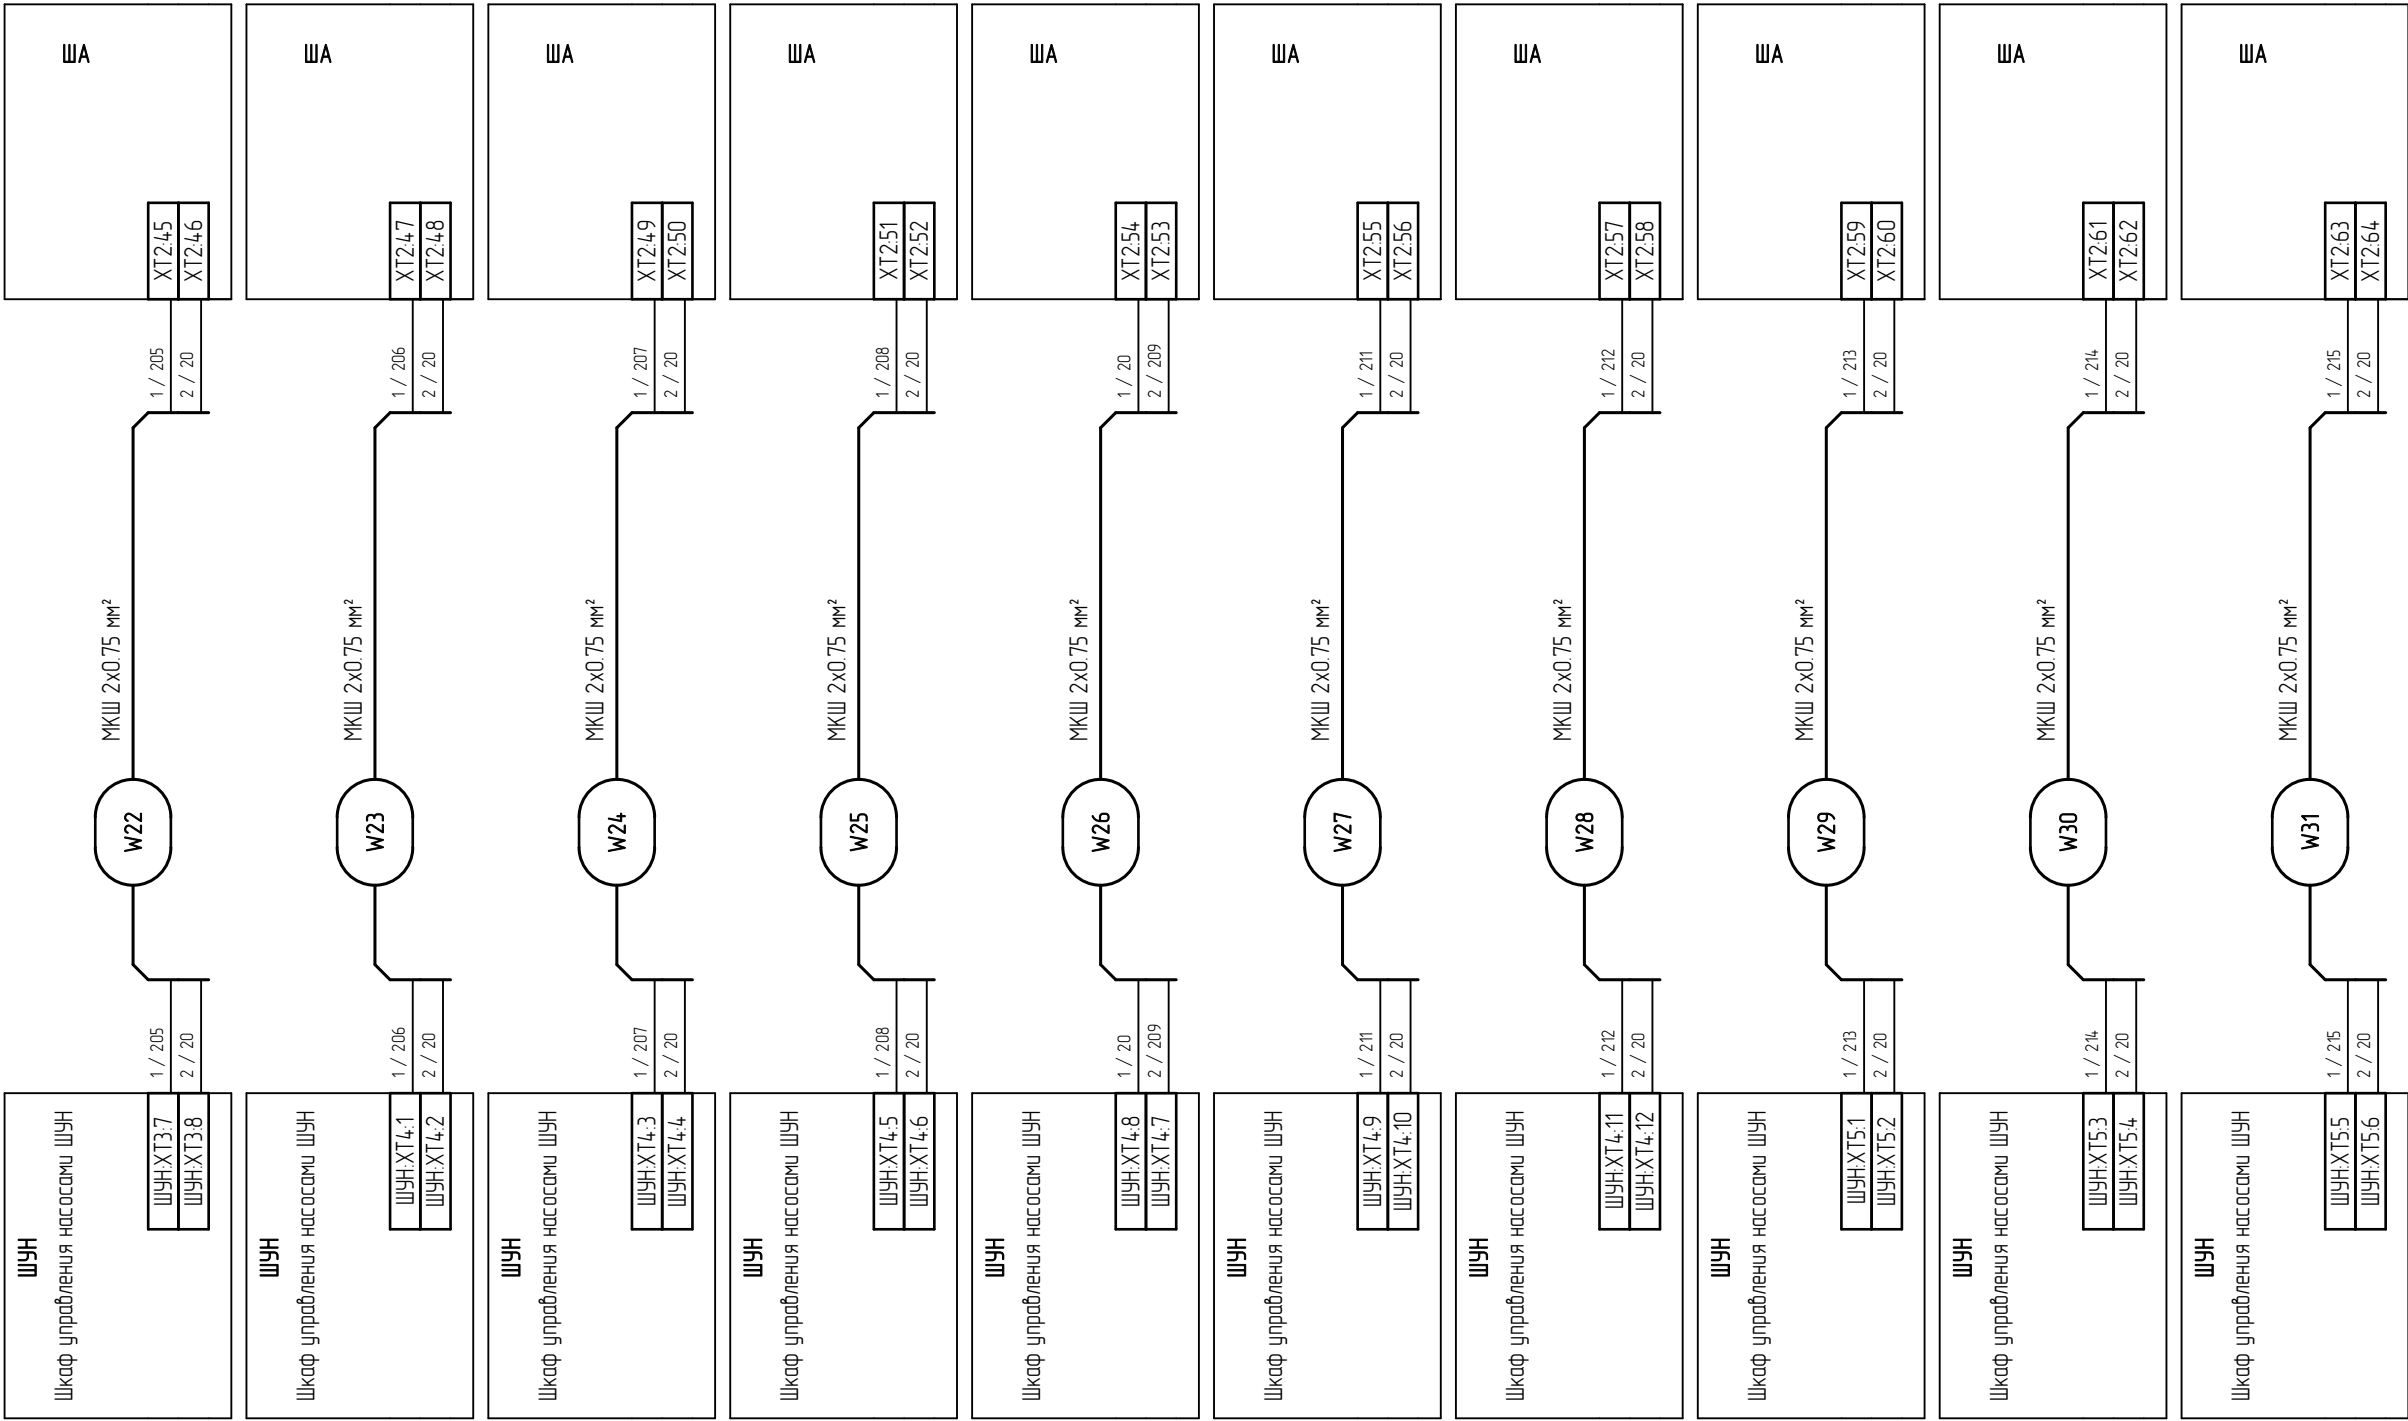 ШУН
Шкаф управления насосами ШУН
ШУН:XT3:7
ШУН:XT3:8
1 / 205
2 / 20
W22
МКШ 2x0.75 мм²
1 / 205
2 / 20
XT2:45
XT2:46
ША
ШУН
Шкаф управления насосами ШУН
ШУН:XT4:1
ШУН:XT4:2
1 / 206
2 / 20
W23
МКШ 2x0.75 мм²
1 / 206
2 / 20
XT2:47
XT2:48
ША
ШУН
Шкаф управления насосами ШУН
ШУН:XT4:3
ШУН:XT4:4
1 / 207
2 / 20
W24
МКШ 2x0.75 мм²
1 / 207
2 / 20
XT2:49
XT2:50
ША
ШУН
Шкаф управления насосами ШУН
ШУН:XT4:5
ШУН:XT4:6
1 / 208
2 / 20
W25
МКШ 2x0.75 мм²
1 / 208
2 / 20
XT2:51
XT2:52
ША
ШУН
Шкаф управления насосами ШУН
ШУН:XT4:8
ШУН:XT4:7
1 / 20
2 / 209
W26
МКШ 2x0.75 мм²
1 / 20
2 / 209
XT2:54
XT2:53
ША
ШУН
Шкаф управления насосами ШУН
ШУН:XT4:9
ШУН:XT4:10
1 / 211
2 / 20
W27
МКШ 2x0.75 мм²
1 / 211
2 / 20
XT2:55
XT2:56
ША
ШУН
Шкаф управления насосами ШУН
ШУН:XT4:11
ШУН:XT4:12
1 / 212
2 / 20
W28
МКШ 2x0.75 мм²
1 / 212
2 / 20
XT2:57
XT2:58
ША
ШУН
Шкаф управления насосами ШУН
ШУН:XT5:1
ШУН:XT5:2
1 / 213
2 / 20
W29
МКШ 2x0.75 мм²
1 / 213
2 / 20
XT2:59
XT2:60
ША
ШУН
Шкаф управления насосами ШУН
ШУН:XT5:3
ШУН:XT5:4
1 / 214
2 / 20
W30
МКШ 2x0.75 мм²
1 / 214
2 / 20
XT2:61
XT2:62
ША
ШУН
Шкаф управления насосами ШУН
ШУН:XT5:5
ШУН:XT5:6
1 / 215
2 / 20
W31
МКШ 2x0.75 мм²
1 / 215
2 / 20
XT2:63
XT2:64
ША